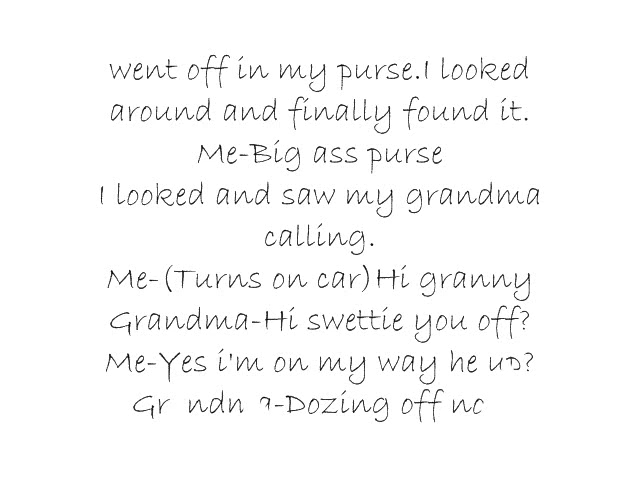 went off in my purse.I looked
around and finally found it.
Me-Big ass purse
I looked and saw my grandma
calling.
Me-(Turns on car)Hi granny
Grandma-Hi swettie you off?
Me-Yes i'm on my way he up?
-Dozing off